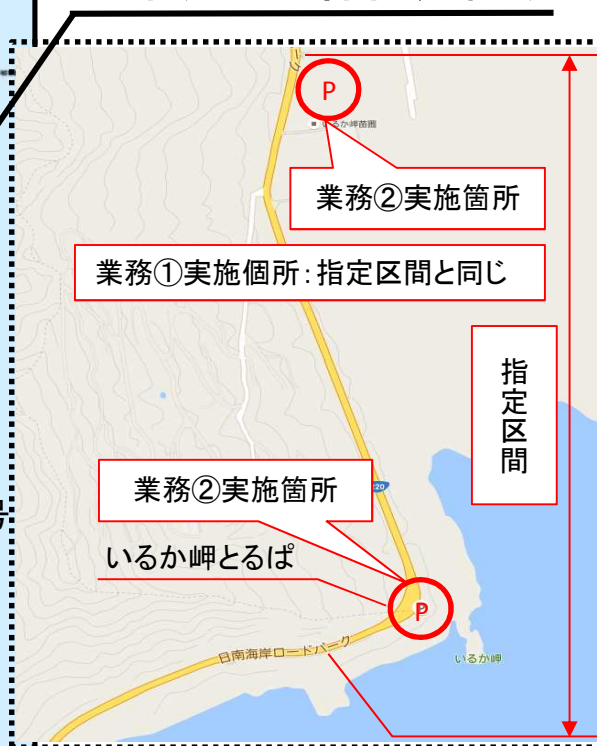 P
いるか岬苗圃
業務②実施箇所
業務①実施個所：指定区間と同じ
指定区間
220
業務②実施箇所
いるか岬とるぱ
P
日南海岸ロードパーク
いるか岬